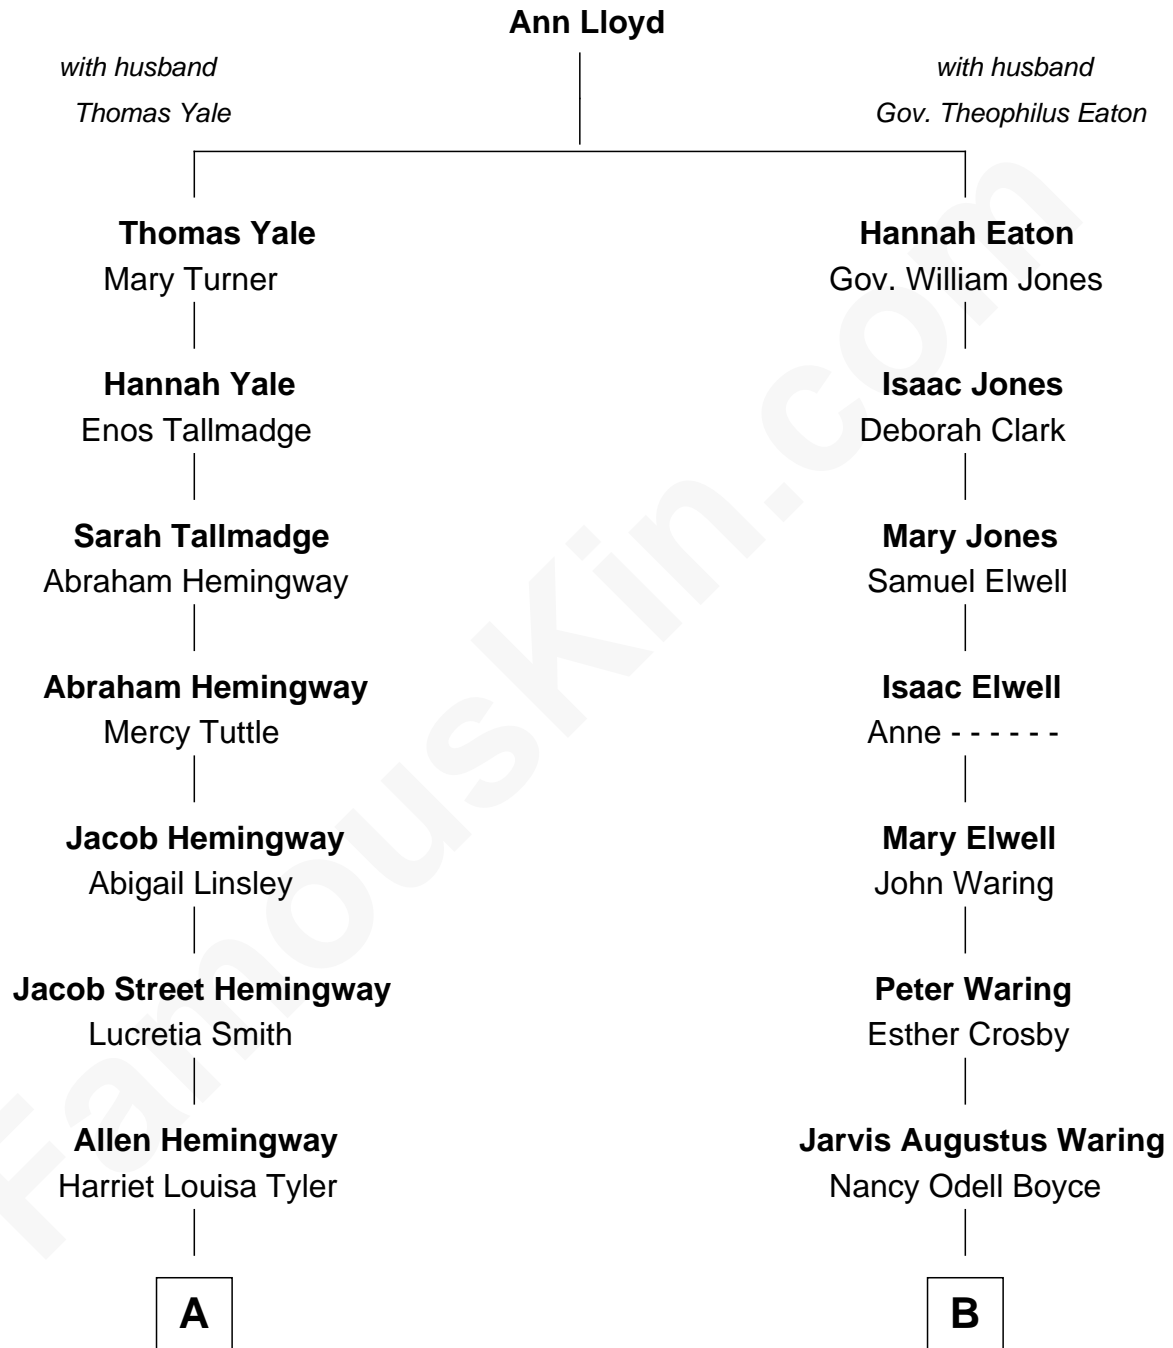 Ann Lloyd
with husband
Thomas Yale
with husband
Gov. Theophilus Eaton
Thomas Yale
Mary Turner
Hannah Eaton
Gov. William Jones
Hannah Yale
Enos Tallmadge
Isaac Jones
Deborah Clark
Sarah Tallmadge
Abraham Hemingway
Mary Jones
Samuel Elwell
Abraham Hemingway
Mercy Tuttle
Isaac Elwell
Anne - - - - - -
Jacob Hemingway
Abigail Linsley
Mary Elwell
John Waring
Jacob Street Hemingway
Lucretia Smith
Peter Waring
Esther Crosby
Allen Hemingway
Harriet Louisa Tyler
Jarvis Augustus Waring
Nancy Odell Boyce
A
B
FamousKin.com